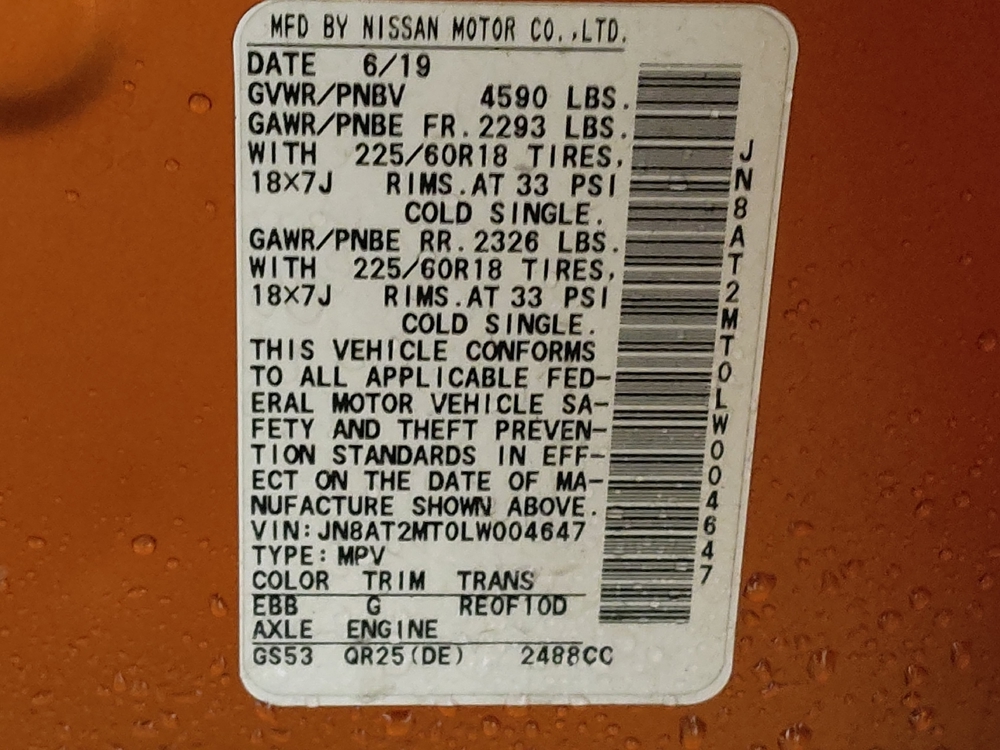 MFD BY NISSAN MOTOR CO.,LTD.
DATE 6/19
GVWR/PNBV 4590 LBS.
GAWR/PNBE FR.2293 LBS.
WITH 225/60R18 TIRES,
18X7J RIMS.AT 33 PSI
COLD SINGLE.
GAWR/PNBE RR.2326 LBS.
WITH 225/60R18 TIRES,
18X7J RIMS.AT 33 PSI
COLD SINGLE.
THIS VEHICLE CONFORMS
TO ALL APPLICABLE FED-
ERAL MOTOR VEHICLE SA-
FETY AND THEFT PREVEN-
TION STANDARDS IN EFF-
ECT ON THE DATE OF MA-
NUFACTURE SHOWN ABOVE.
VIN:JN8AT2MT0LW004647
TYPE:MPV
COLOR TRIM TRANS
EBB G RE0F10D
AXLE ENGINE
GS53 QR25(DE) 2488CC
JN8AT2MT0LW004647